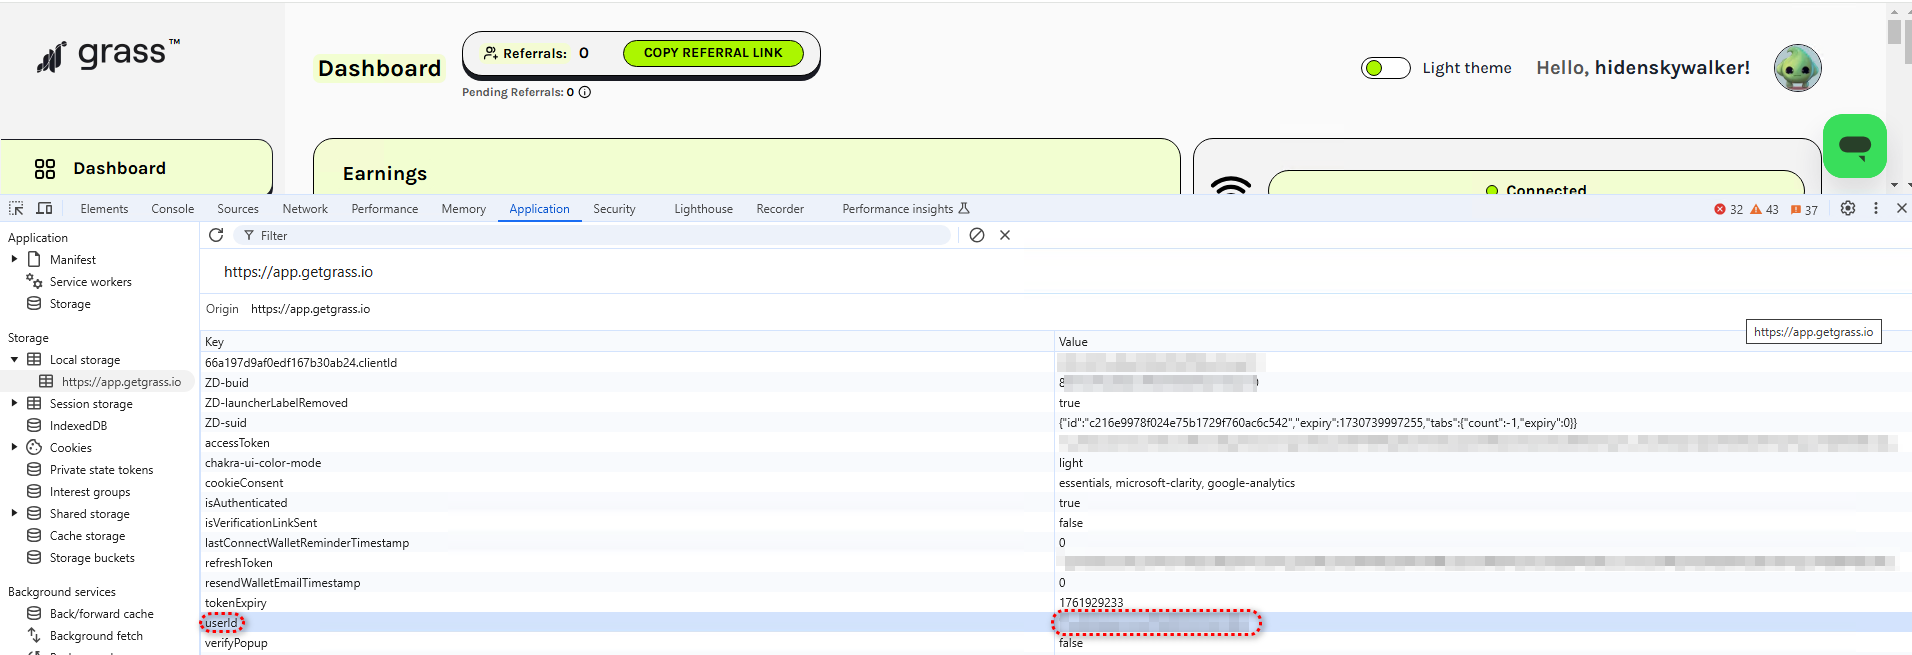 grass™
Dashboard
Referrals: 0
COPY REFERRAL LINK
Pending Referrals: 0
Light theme
Hello, hidenskywalker!
Dashboard
Earnings
Connected
Elements Console Sources Network Performance Memory Application Security Lighthouse Recorder Performance insights
32 43 37
Application
Manifest
Service workers
Storage
Storage
Local storage
https://app.getgrass.io
Session storage
IndexedDB
Cookies
Private state tokens
Interest groups
Shared storage
Cache storage
Storage buckets
Background services
Back/forward cache
Background fetch
Filter
https://app.getgrass.io
Origin https://app.getgrass.io
https://app.getgrass.io
Key Value
66a197d9af0edf167b30ab24.clientId
ZD-buid 8
ZD-launcherLabelRemoved true
ZD-suid {"id":"c216e9978f024e75b1729f760ac6c542","expiry":1730739997255,"tabs":{"count":-1,"expiry":0}}
accessToken
chakra-ui-color-mode light
cookieConsent essentials, microsoft-clarity, google-analytics
isAuthenticated true
isVerificationLinkSent false
lastConnectWalletReminderTimestamp 0
refreshToken
resendWalletEmailTimestamp 0
tokenExpiry 1761929233
userId
verifyPopup false